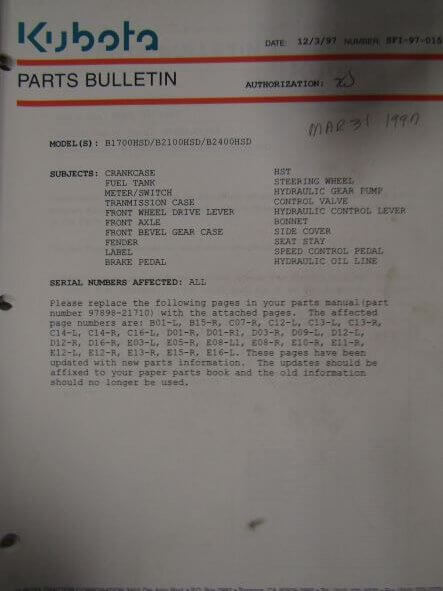 Kubota
DATE: 12/3/97 NUMBER: SFI-97-016
PARTS BULLETIN
AUTHORIZATION:
MAR 31 1997
MODEL(S): B1700HSD/B2100HSD/B2400HSD
SUBJECTS: CRANKCASE HST
FUEL TANK STEERING WHEEL
METER/SWITCH HYDRAULIC GEAR PUMP
TRANMISSION CASE CONTROL VALVE
FRONT WHEEL DRIVE LEVER HYDRAULIC CONTROL LEVER
FRONT AXLE BONNET
FRONT BEVEL GEAR CASE SIDE COVER
FENDER SEAT STAY
LABEL SPEED CONTROL PEDAL
BRAKE PEDAL HYDRAULIC OIL LINE
SERIAL NUMBERS AFFECTED: ALL
Please replace the following pages in your parts manual(part
number 97898-21710) with the attached pages. The affected
page numbers are: B01-L, B15-R, C07-R, C12-L, C13-L, C13-R,
C14-L, C14-R, C16-L, D01-R, D01-R1, D03-R, D09-L, D12-L,
D12-R, D16-R, E03-L, E05-R, E08-L1, E08-R, E10-R, E11-R,
E12-L, E12-R, E13-R, E15-R, E16-L. These pages have been
updated with new parts information. The updates should be
affixed to your paper parts book and the old information
should no longer be used.